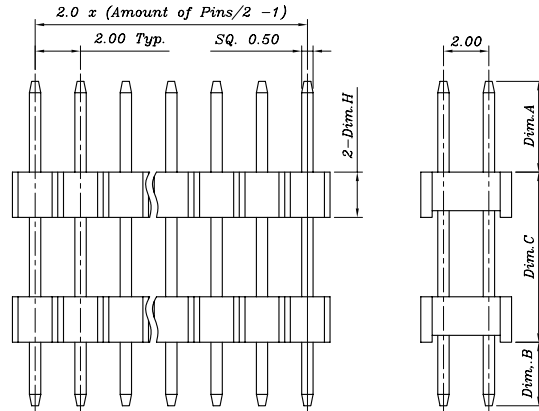 2.0 x (Amount of Pins/2 -1)
2.00 Typ.
SQ. 0.50
2.00
2-Dim.H
Dim.A
Dim.C
Dim,.B